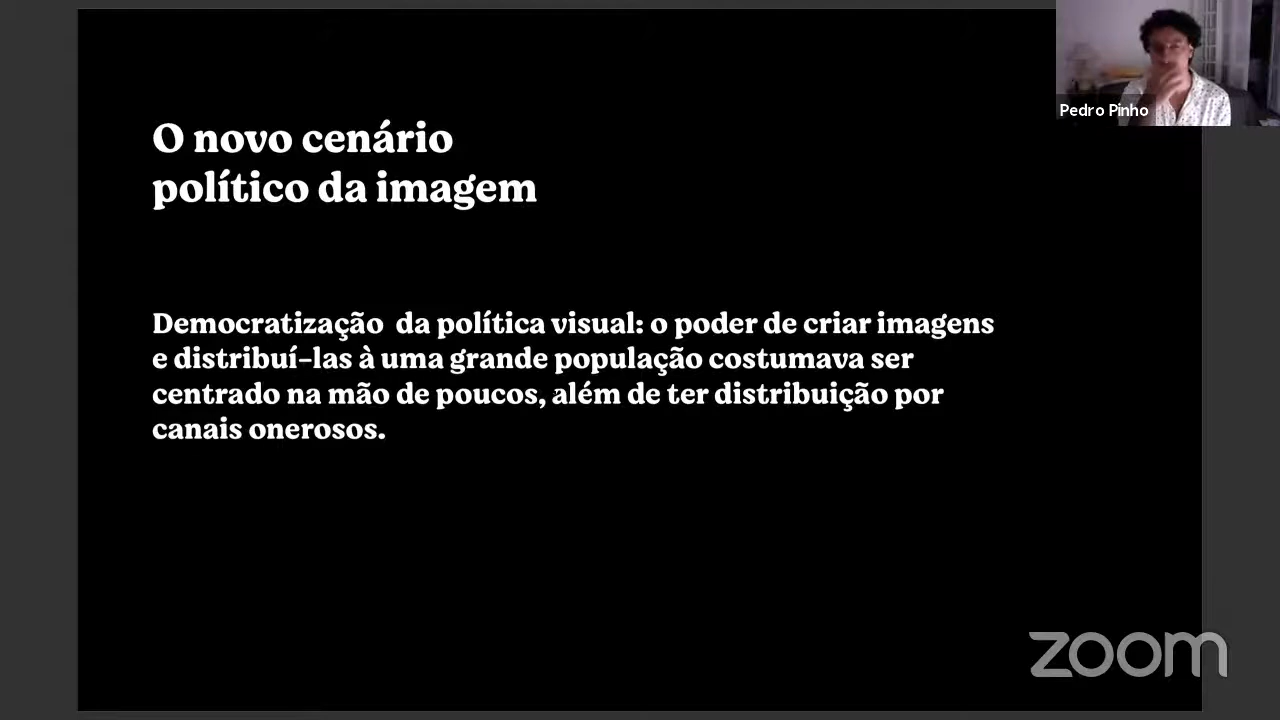 O novo cenário
político da imagem
Democratização  da política visual: o poder de criar imagens
e distribuí-las à uma grande população costumava ser
centrado na mão de poucos, além de ter distribuição por
canais onerosos.
Pedro Pinho
zoom